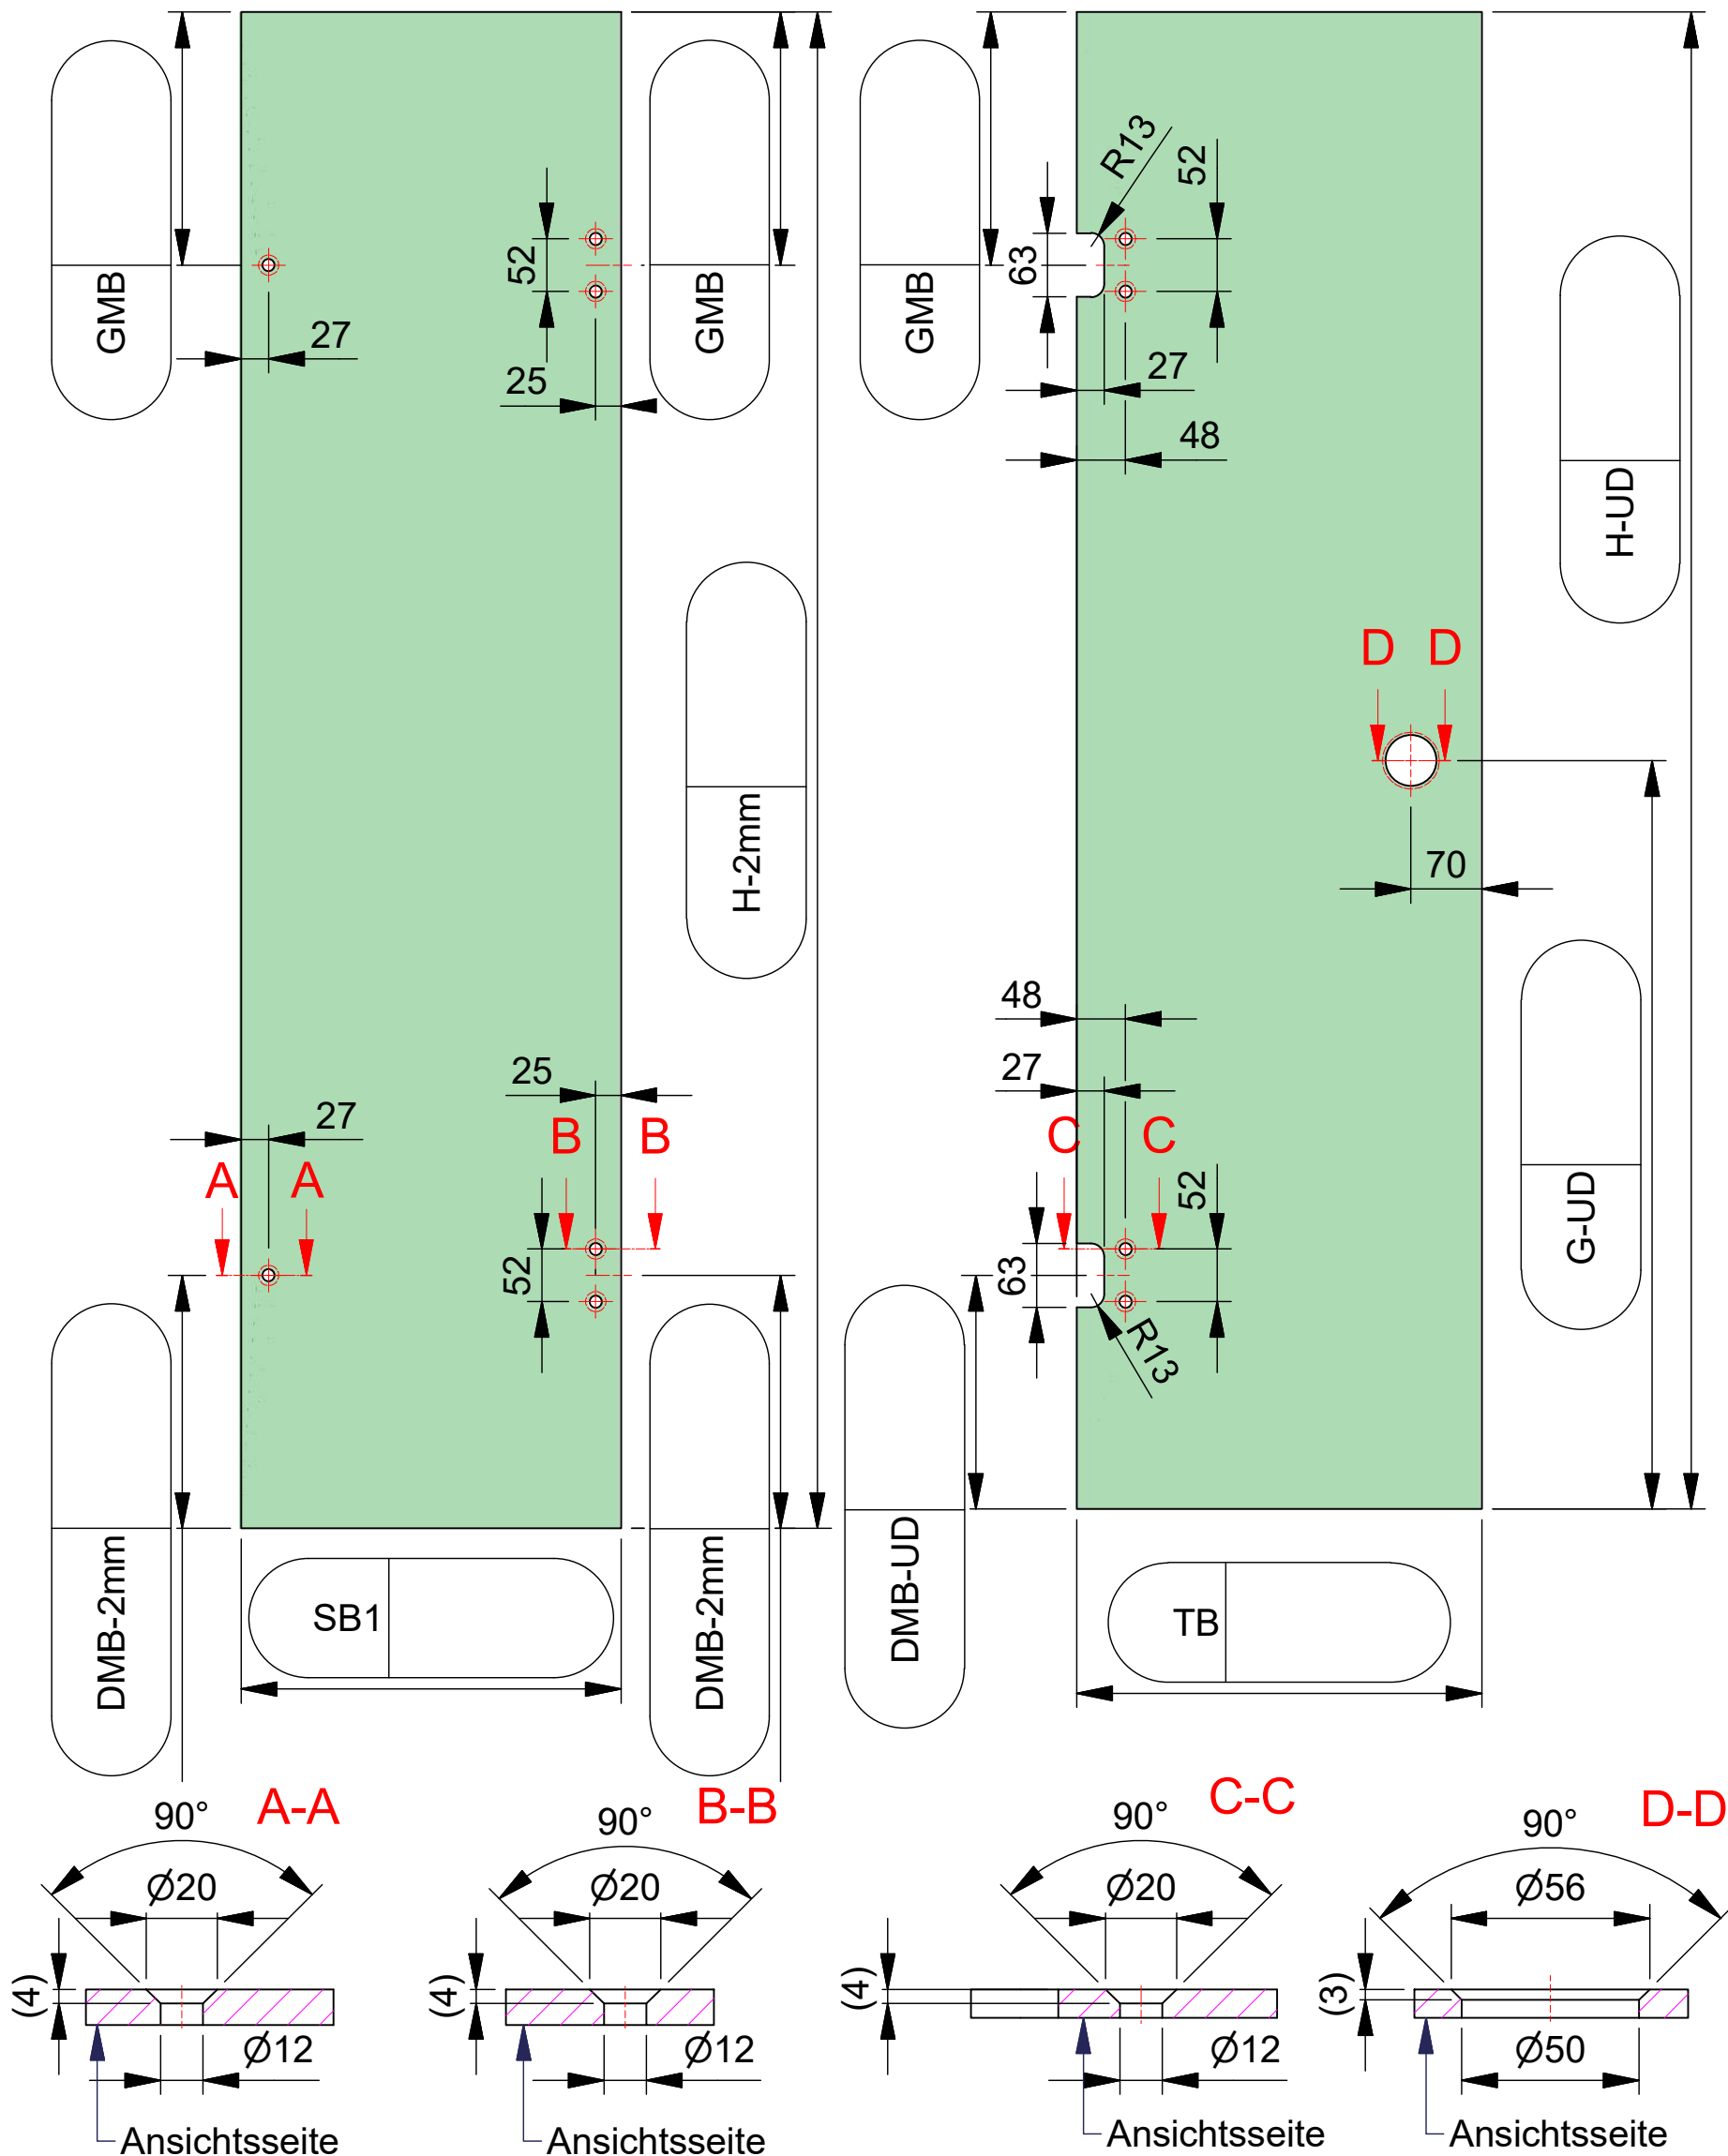 GMB
27
52
25
GMB
GMB
R13
52
63
27
48
H-UD
H-2mm
D D
70
48
27
25
27
A A
B B
C C
52
63
52
R13
G-UD
DMB-2mm
SB1
DMB-2mm
DMB-UD
TB
A-A
90°
Ø20
(4)
Ø12
Ansichtsseite
B-B
90°
Ø20
(4)
Ø12
Ansichtsseite
C-C
90°
Ø20
(4)
Ø12
Ansichtsseite
D-D
90°
Ø56
(3)
Ø50
Ansichtsseite